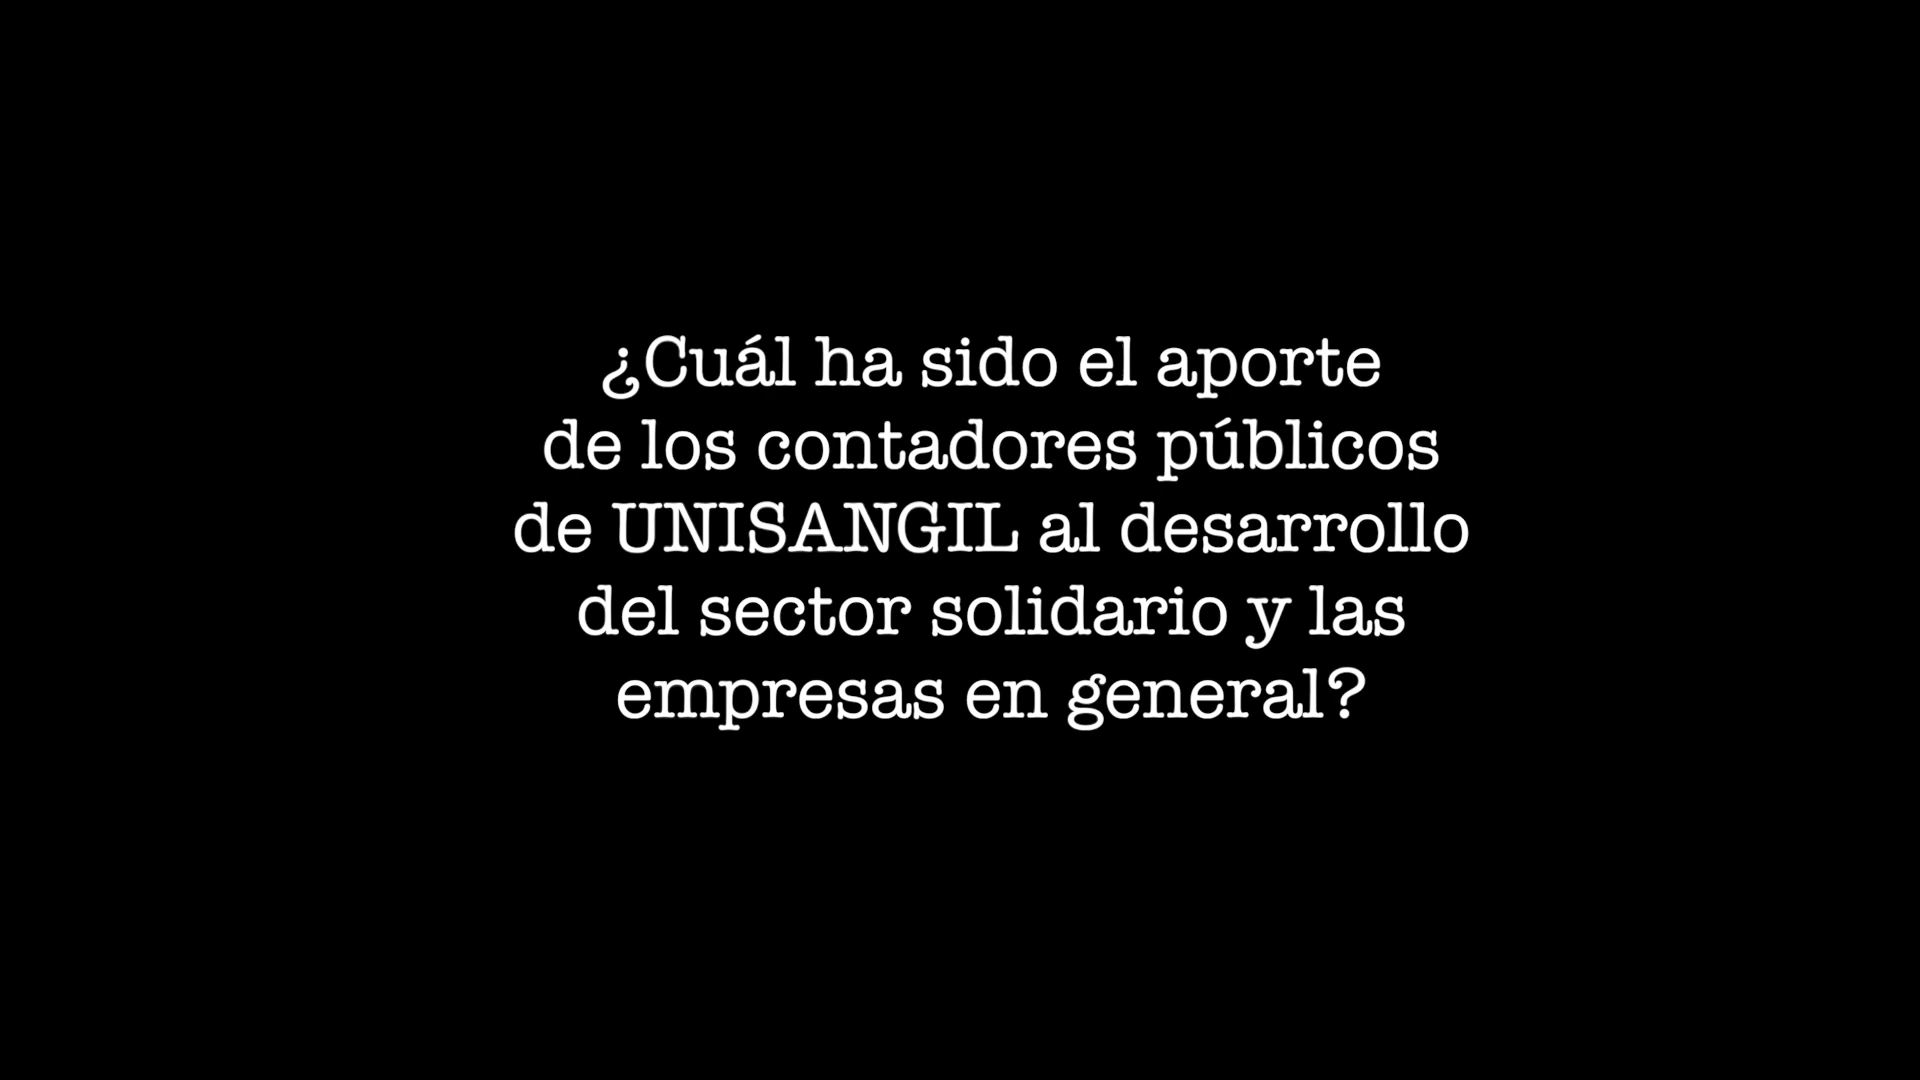 ¿Cuál ha sido el aporte
de los contadores públicos
de UNISANGIL al desarrollo
del sector solidario y las
empresas en general?